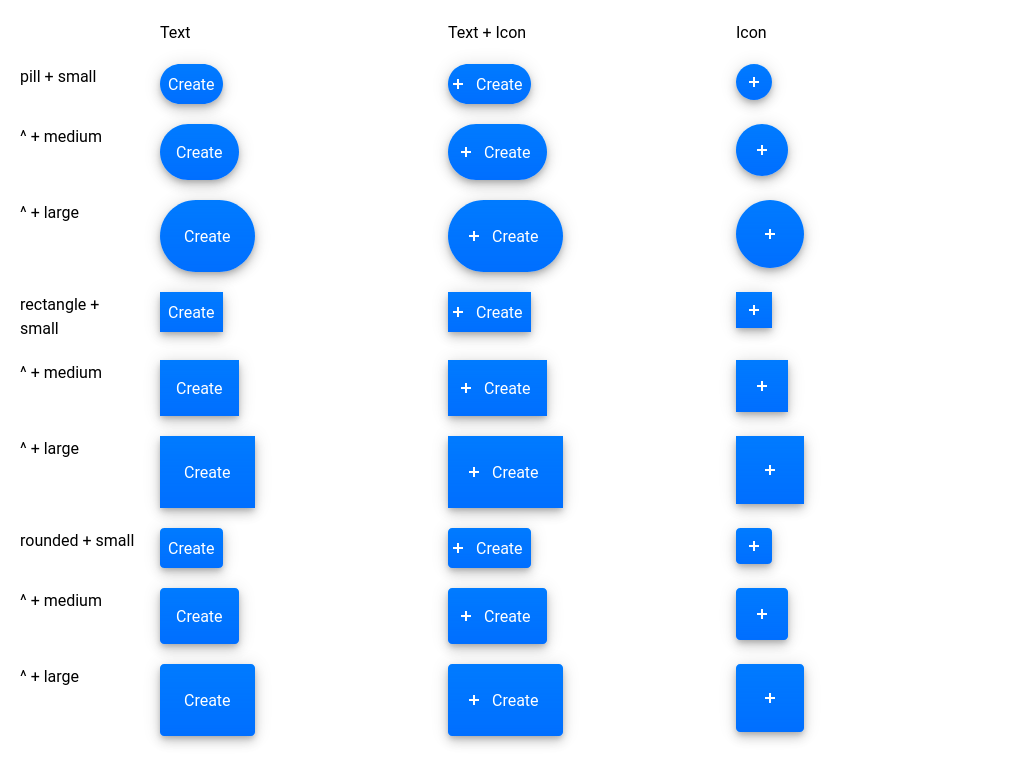 Text Text + Icon Icon
pill + small Create + Create +
^ + medium Create + Create +
^ + large Create + Create +
rectangle + Create + Create +
small
^ + medium Create + Create +
^ + large Create + Create +
rounded + small Create + Create +
^ + medium Create + Create +
^ + large Create + Create +